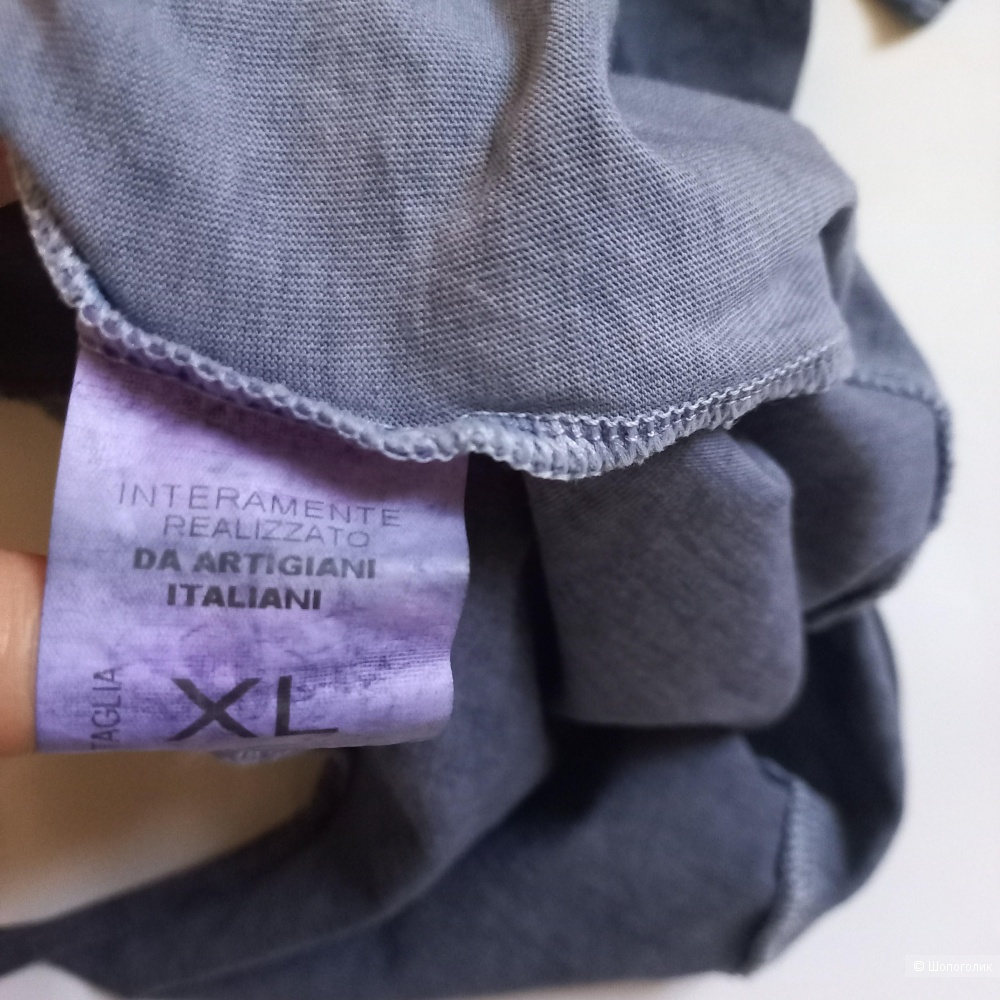 INTERAMENTE
REALIZZATO
DA ARTIGIANI
ITALIANI
TAGLIA
XL
© Шопоголик